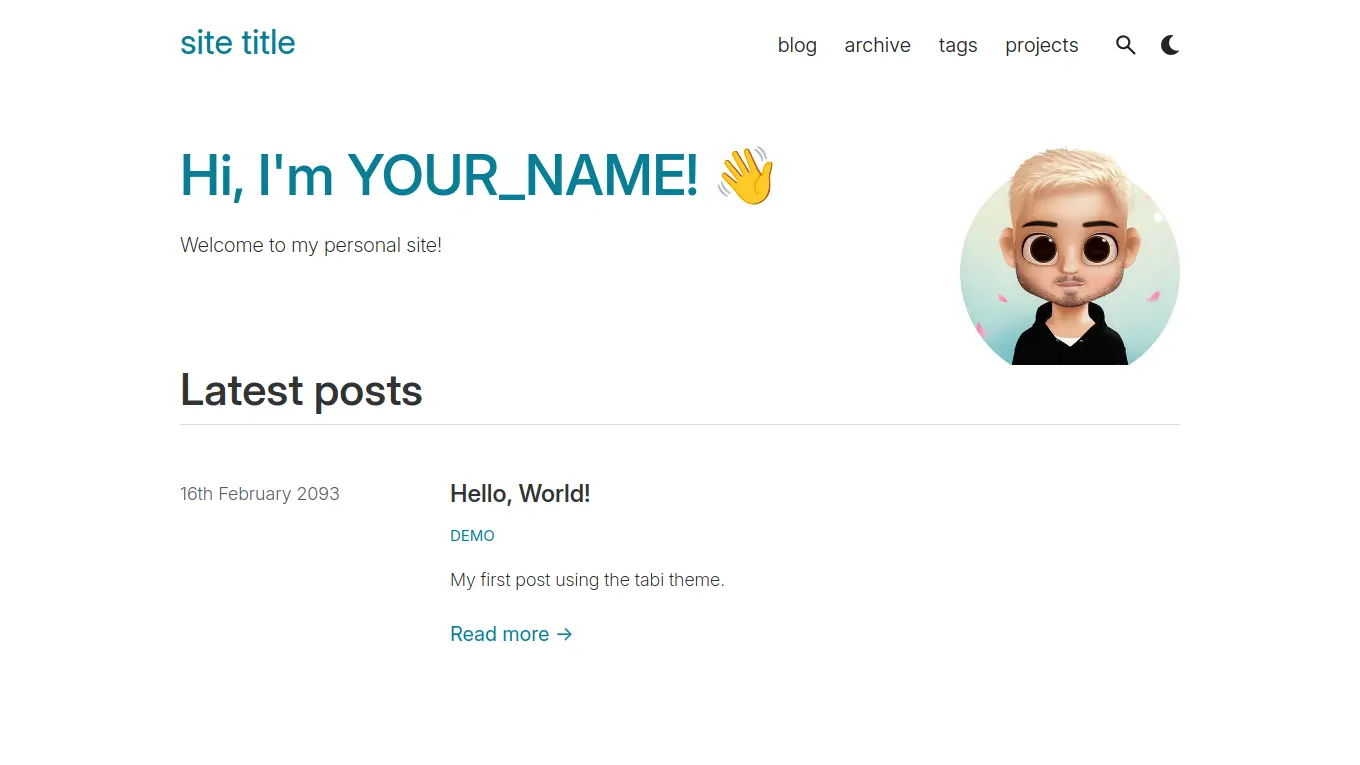 site title
blog archive tags projects
Hi, I'm YOUR_NAME! 👋
Welcome to my personal site!
Latest posts
16th February 2093
Hello, World!
DEMO
My first post using the tabi theme.
Read more →